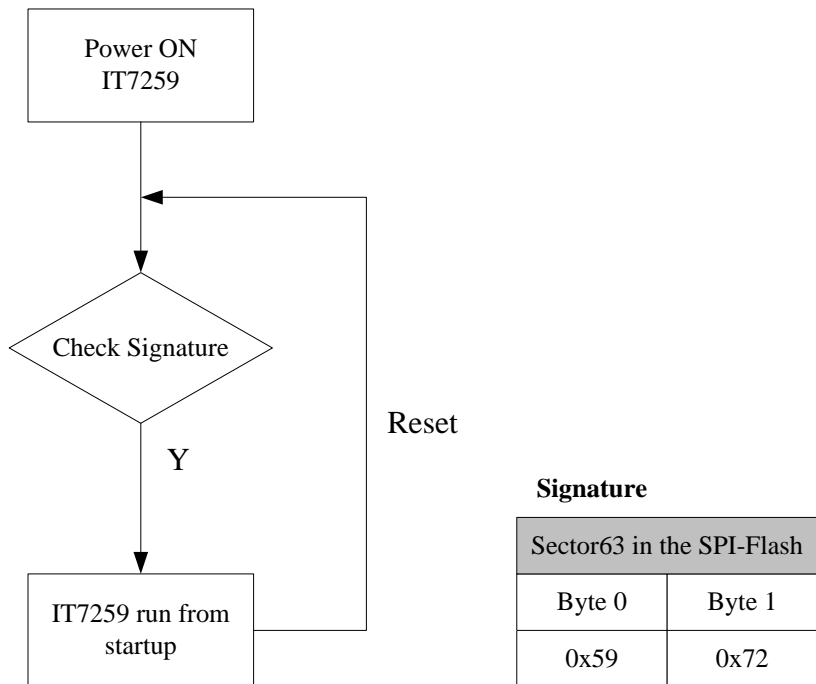 Power ON
IT7259
Check Signature
Y
Reset
IT7259 run from
startup
Signature
Sector63 in the SPI-Flash
Byte 0 Byte 1
0x59 0x72